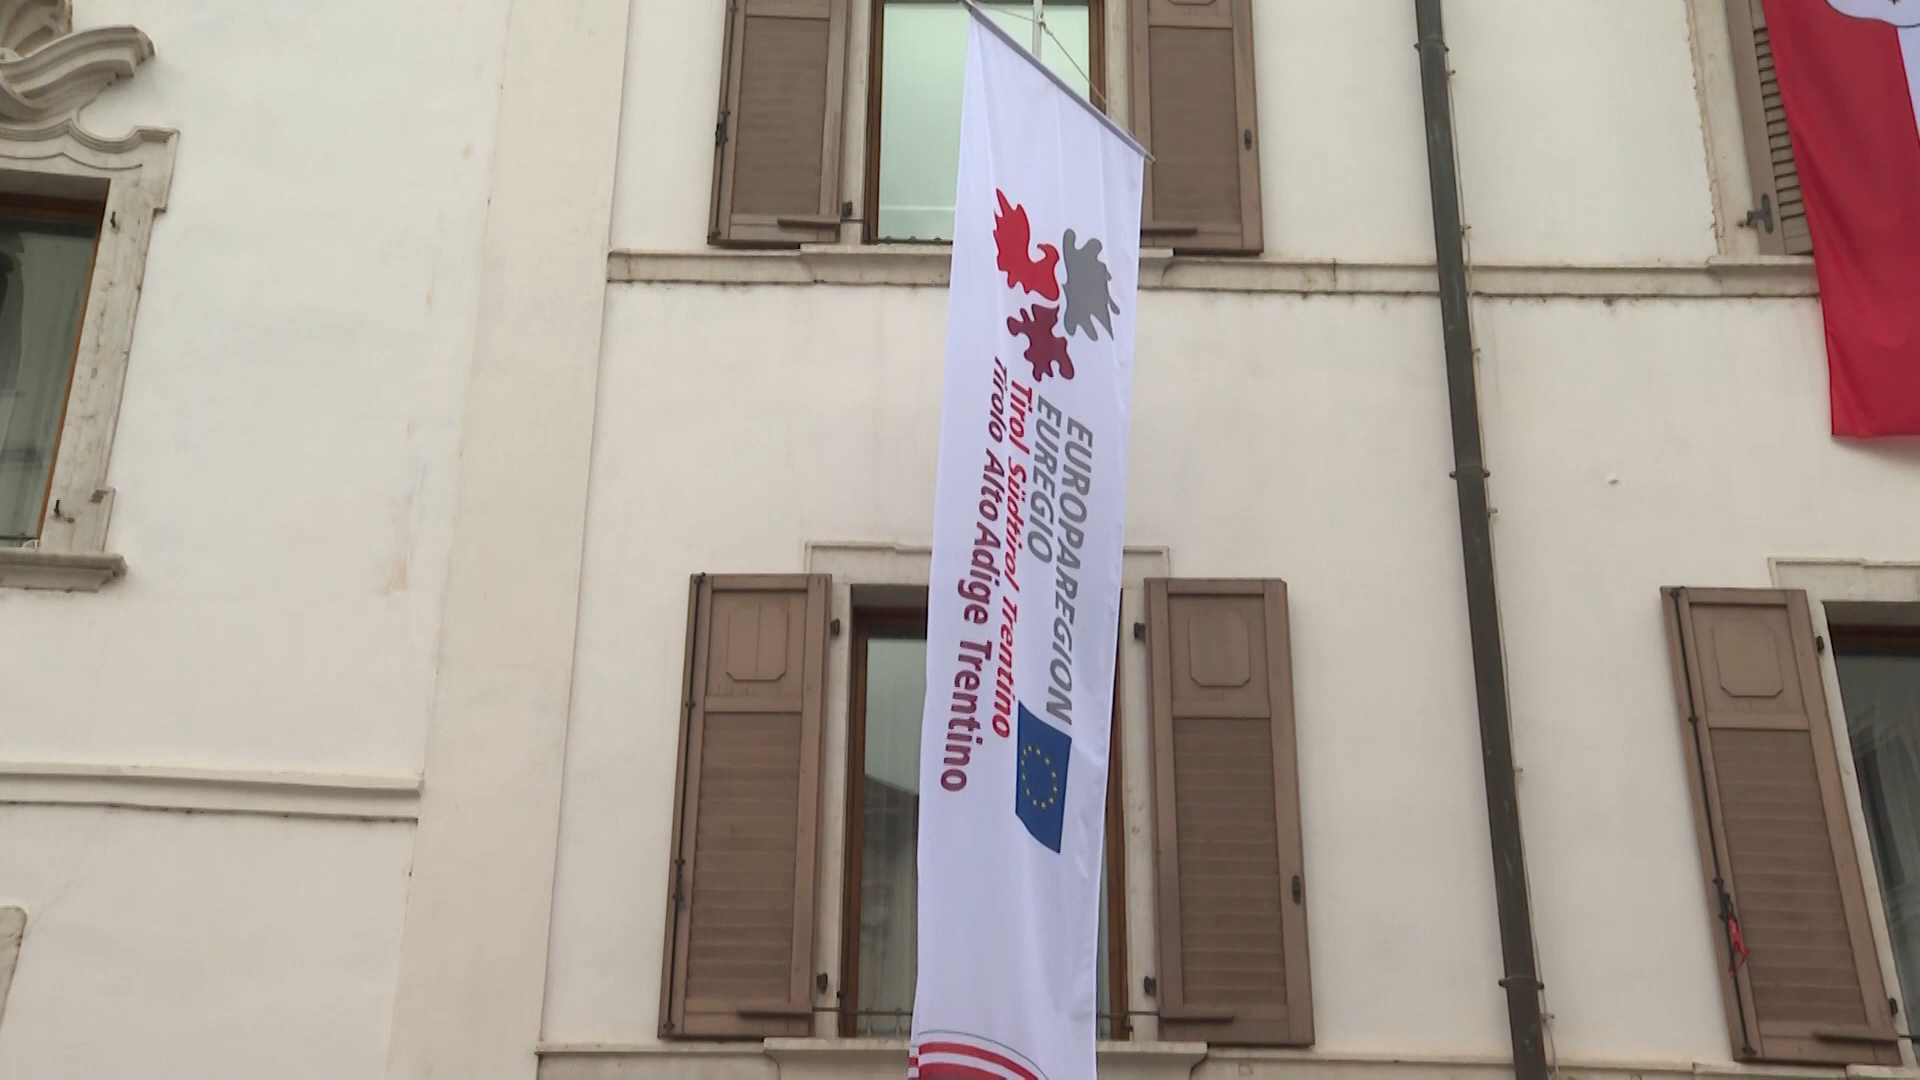 EUROPAREGION
EUREGIO
Tirol Südtirol Trentino
Tirolo Alto Adige Trentino